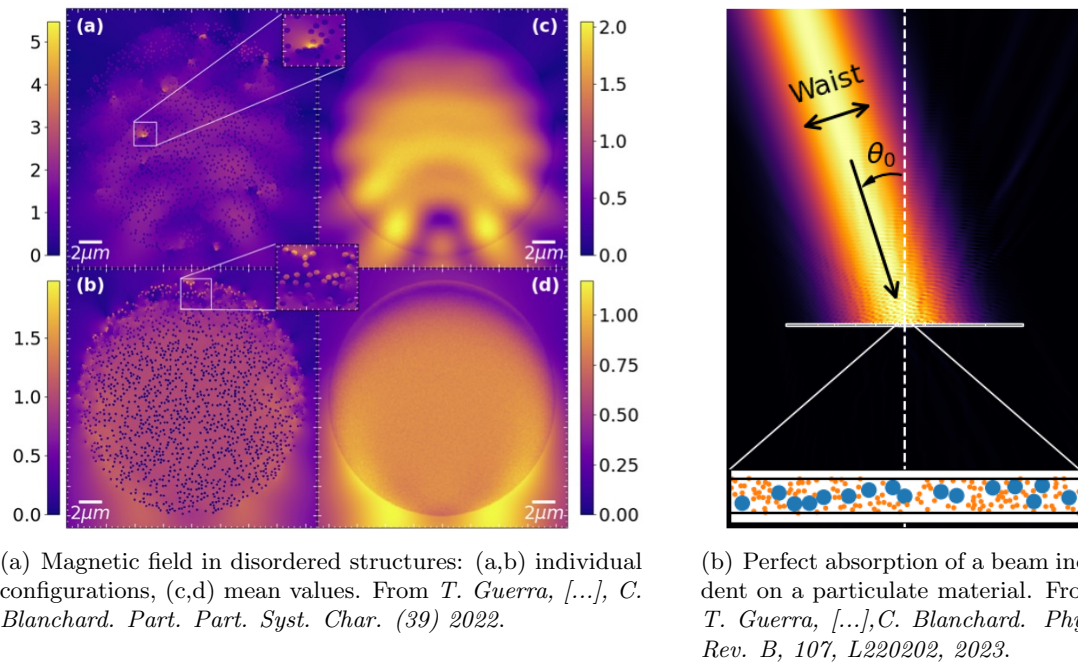 (a)
(c)
5
4
3
2
1
0
2μm
2μm
2.0
1.5
1.0
0.5
0.0
(b)
(d)
1.5
1.0
0.5
0.0
2μm
2μm
1.00
0.75
0.50
0.25
0.00
Waist
θ0
(a) Magnetic field in disordered structures: (a,b) individual
configurations, (c,d) mean values. From T. Guerra, [...], C.
Blanchard. Part. Part. Syst. Char. (39) 2022.
(b) Perfect absorption of a beam inc
dent on a particulate material. Fro
T. Guerra, [...],C. Blanchard. Phy
Rev. B, 107, L220202, 2023.